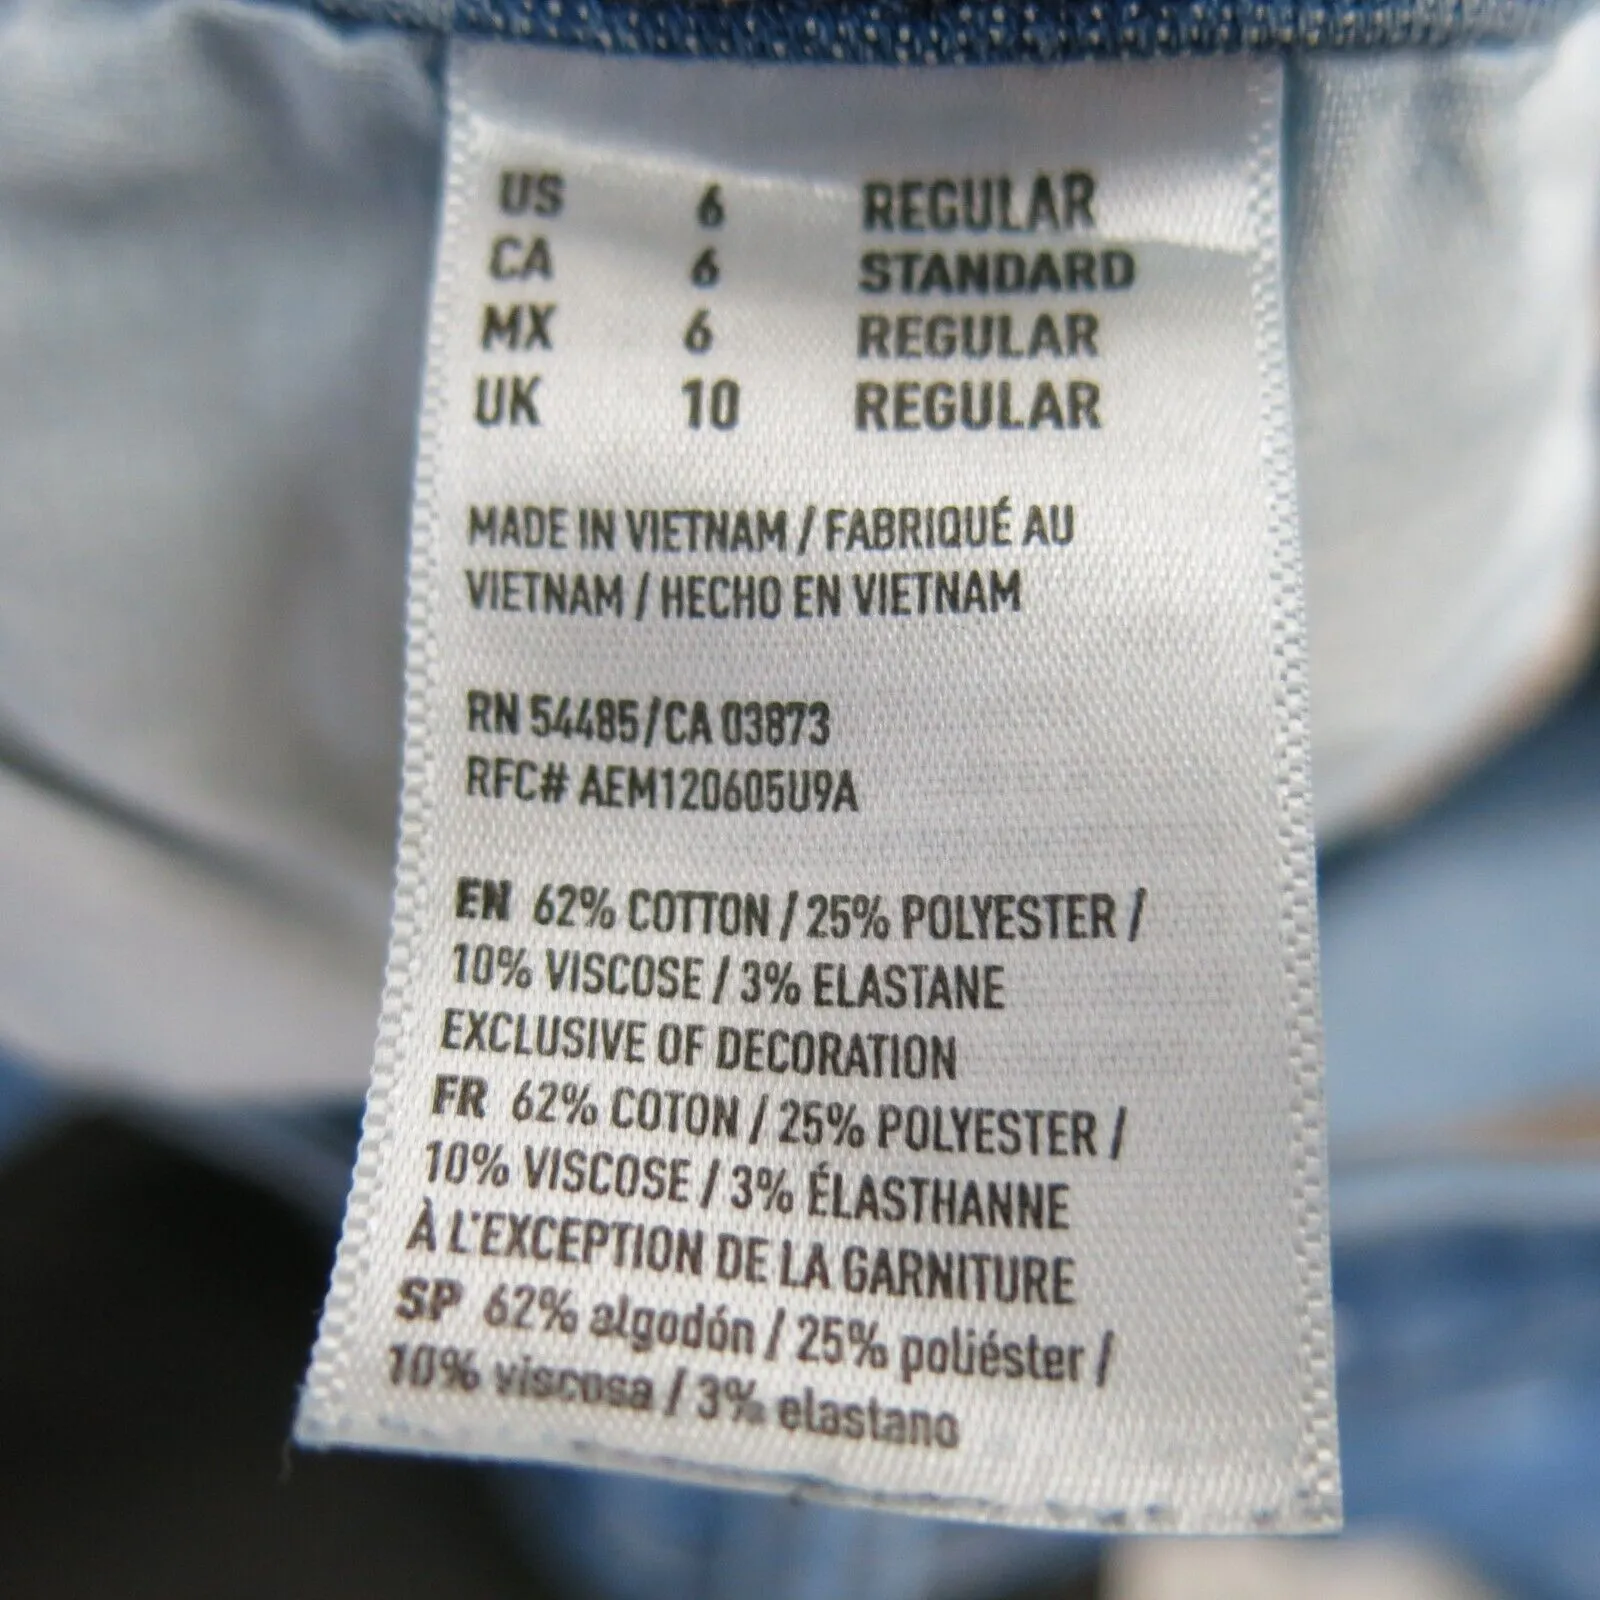 US 6 REGULAR
CA 6 STANDARD
MX 6 REGULAR
UK 10 REGULAR
MADE IN VIETNAM / FABRIQUÉ AU
VIETNAM / HECHO EN VIETNAM
RN 54485/CA 03873
RFC# AEM120605U9A
EN 62% COTTON / 25% POLYESTER /
10% VISCOSE / 3% ELASTANE
EXCLUSIVE OF DECORATION
FR 62% COTON / 25% POLYESTER /
10% VISCOSE / 3% ÉLASTHANNE
À L'EXCEPTION DE LA GARNITURE
SP 62% algodón / 25% poliéster /
10% viscosa / 3% elastano